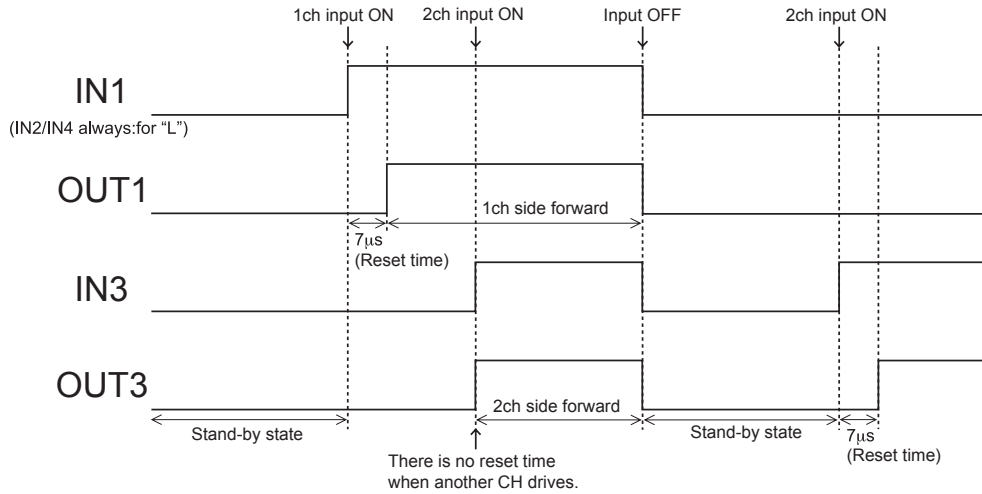 1ch input ON
2ch input ON
Input OFF
2ch input ON
IN1
(IN2/IN4 always:for “L”)
OUT1
1ch side forward
7μs
(Reset time)
IN3
OUT3
Stand-by state
2ch side forward
Stand-by state
7μs
(Reset time)
There is no reset time
when another CH drives.